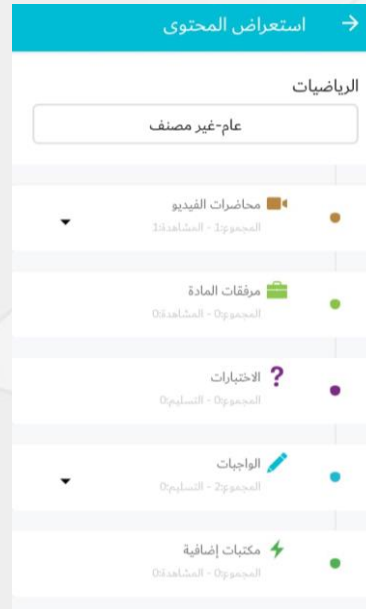 استعراض المحتوى
الرياضيات
عام-غير مصنف
محاضرات الفيديو
المجموع:1 - المشاهدة:1
مرفقات المادة
المجموع:0 - المشاهدة:0
الاختبارات
المجموع:0 - التسليم:0
الواجبات
المجموع:2 - التسليم:0
مكتبات إضافية
المجموع:0 - المشاهدة:0